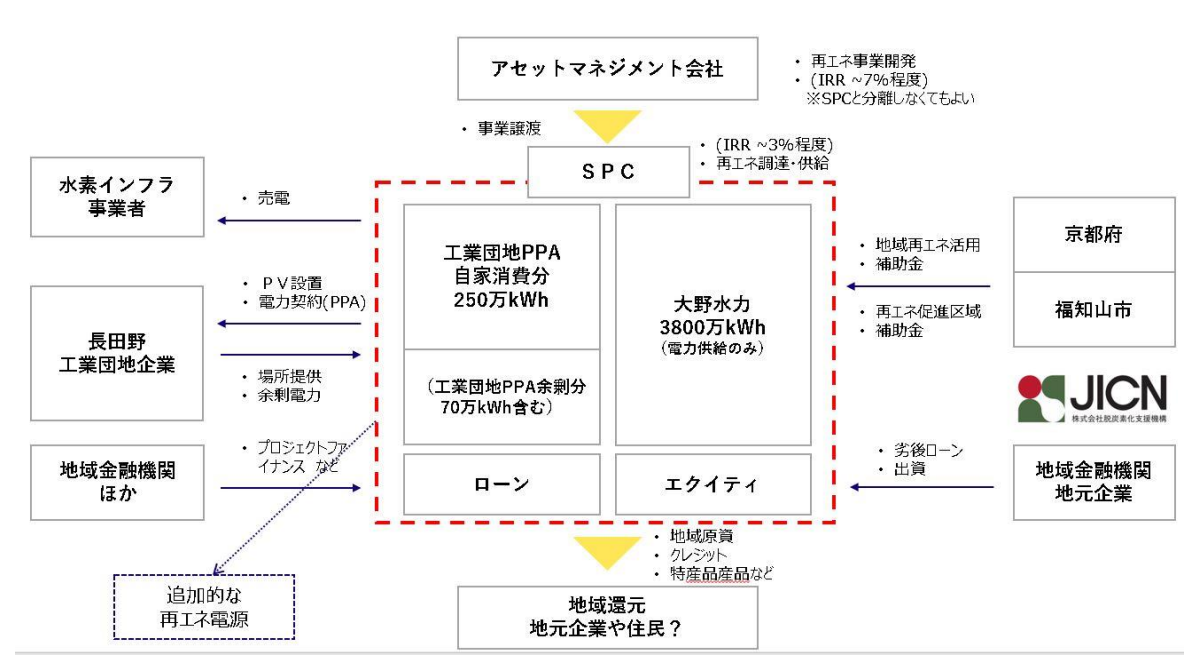 アセットマネジメント会社
・ 再エネ事業開発
・ (IRR ~7%程度)
※SPCと分離しなくてもよい
・ 事業譲渡
・ (IRR ~3%程度)
・ 再エネ調達・供給
ＳＰＣ
水素インフラ
事業者
・ 売電
工業団地PPA
自家消費分
250万kWh
大野水力
3800万kWh
(電力供給のみ)
・ 地域再エネ活用
・ 補助金
京都府
・ ＰＶ設置
・ 電力契約(PPA)
長田野
工業団地企業
・ 再エネ促進区域
・ 補助金
福知山市
・ 場所提供
・ 余剰電力
(工業団地PPA余剰分
70万kWh含む)
JICN
株式会社脱炭素化支援機構
・ プロジェクトファ
イナンス など
地域金融機関
ほか
ローン
エクイティ
・ 劣後ローン
・ 出資
地域金融機関
地元企業
・ 地域原資
・ クレジット
・ 特産品産品など
追加的な
再エネ電源
地域還元
地元企業や住民？